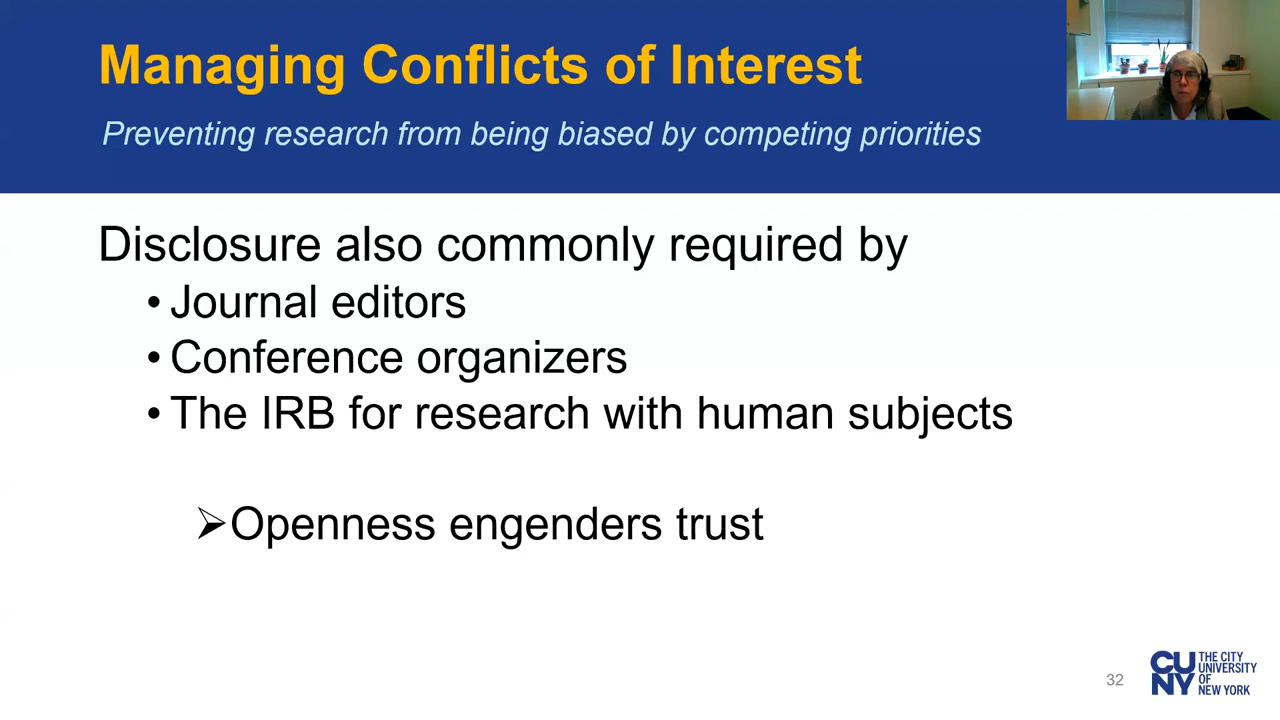 Managing Conflicts of Interest
Preventing research from being biased by competing priorities
Disclosure also commonly required by
• Journal editors
• Conference organizers
• The IRB for research with human subjects
➢Openness engenders trust
32
CU
NY
THE CITY
UNIVERSITY
OF
NEW YORK